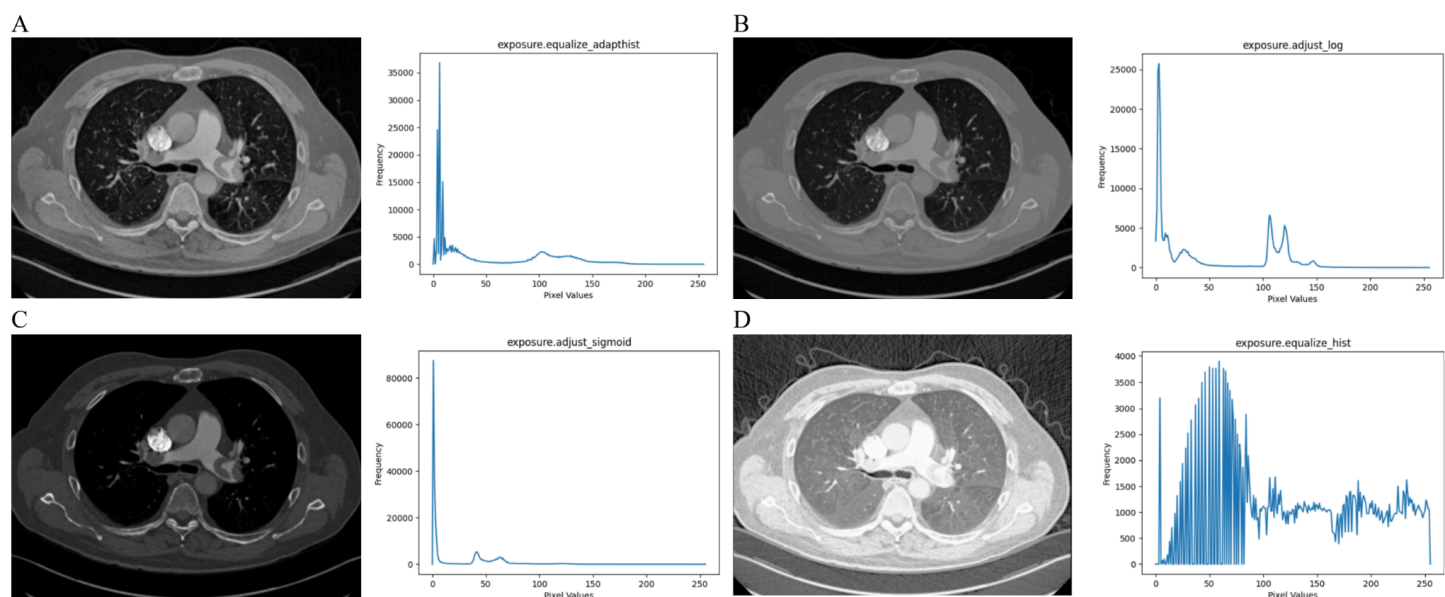 A
exposure.equalize_adapthist
35000
30000
25000
20000
15000
10000
5000
0
Frequency
0 50 100 150 200 250
Pixel Values
B
exposure.adjust_log
25000
20000
15000
10000
5000
0
Frequency
0 50 100 150 200 250
Pixel Values
C
exposure.adjust_sigmoid
80000
60000
40000
20000
0
Frequency
0 50 100 150 200 250
Pixel Values
D
exposure.equalize_hist
4000
3500
3000
2500
2000
1500
1000
500
0
Frequency
0 50 100 150 200 250
Pixel Values